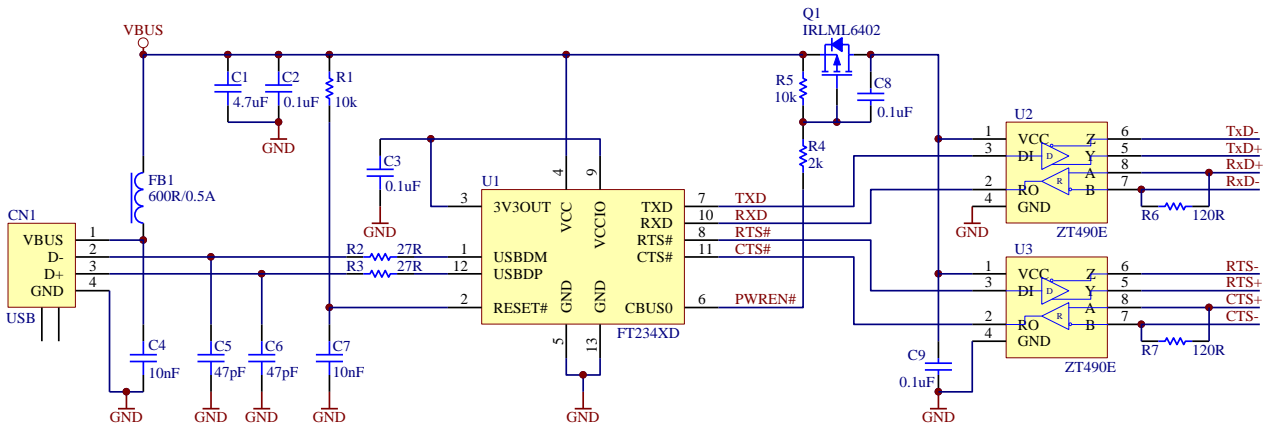 Q1
IRLML6402
VBUS
C1
4.7uF
C2
0.1uF
R1
10k
R5
10k
C8
0.1uF
GND
R4
2k
U2
1 VCC Z 6 TxD-
3 DI D Y 5 TxD+
A 8 RxD+
2 RO R B 7 RxD-
4 GND
GND
R6 120R
ZT490E
FB1
600R/0.5A
C3
0.1uF
GND
U1
4 9
3 3V3OUT VCC VCCIO TXD 7 TXD
RXD 10 RXD
RTS# 8 RTS#
1 USBDM CTS# 11 CTS#
12 USBDP
2 RESET# GND GND CBUS0 6 PWREN#
5 13
FT234XD
GND
CN1
VBUS 1
D- 2
D+ 3
GND 4
USB
R2 27R
R3 27R
U3
1 VCC Z 6 RTS-
3 DI D Y 5 RTS+
A 8 CTS+
2 RO R B 7 CTS-
4 GND
R7 120R
ZT490E
C4
10nF
C5
47pF
C6
47pF
C7
10nF
C9
0.1uF
GND
GND
GND
GND
GND